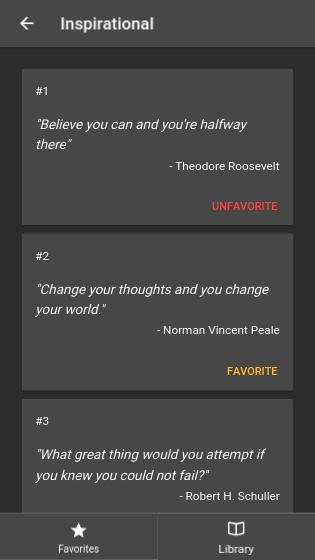 Inspirational
#1
"Believe you can and you're halfway
there"
- Theodore Roosevelt
UNFAVORITE
#2
"Change your thoughts and you change
your world."
- Norman Vincent Peale
FAVORITE
#3
"What great thing would you attempt if
you knew you could not fail?"
- Robert H. Schuller
Favorites
Library